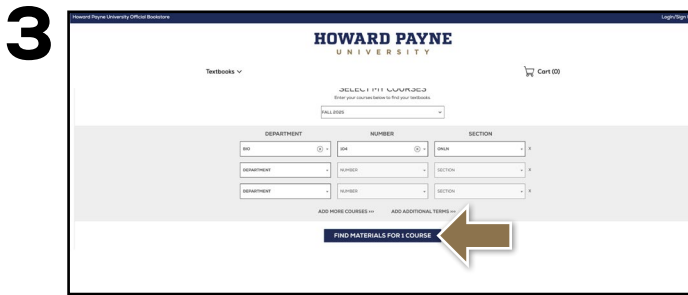 3
Howard Payne University Official Bookstore
Login/Sign
HOWARD PAYNE
UNIVERSITY
Textbooks
Cart (0)
SELECT MY COURSES
Enter your courses below to find your textbooks.
FALL 2025
DEPARTMENT NUMBER SECTION
BIO 104 ONLN X
DEPARTMENT NUMBER SECTION X
DEPARTMENT NUMBER SECTION X
ADD MORE COURSES >>> ADD ADDITIONAL TERMS >>>
FIND MATERIALS FOR 1 COURSE